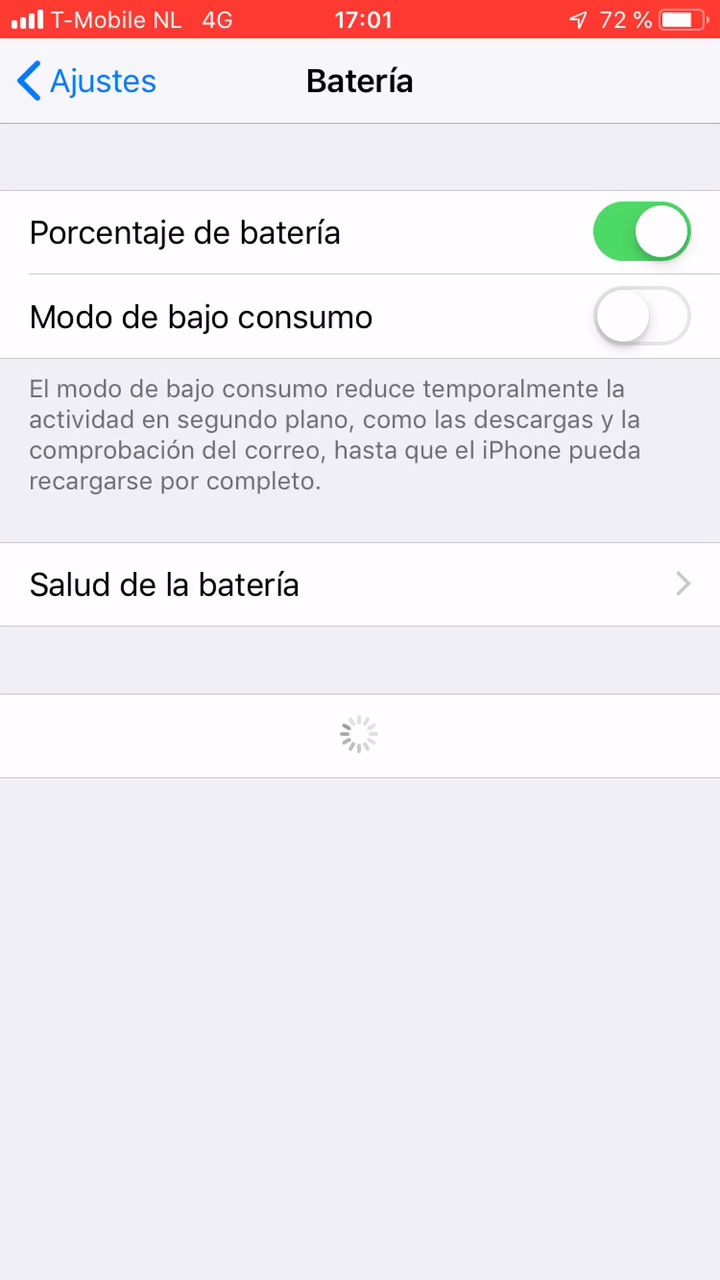 T-Mobile NL 4G 17:01 72 %
Ajustes Batería
Porcentaje de batería
Modo de bajo consumo
El modo de bajo consumo reduce temporalmente la
actividad en segundo plano, como las descargas y la
comprobación del correo, hasta que el iPhone pueda
recargarse por completo.
Salud de la batería